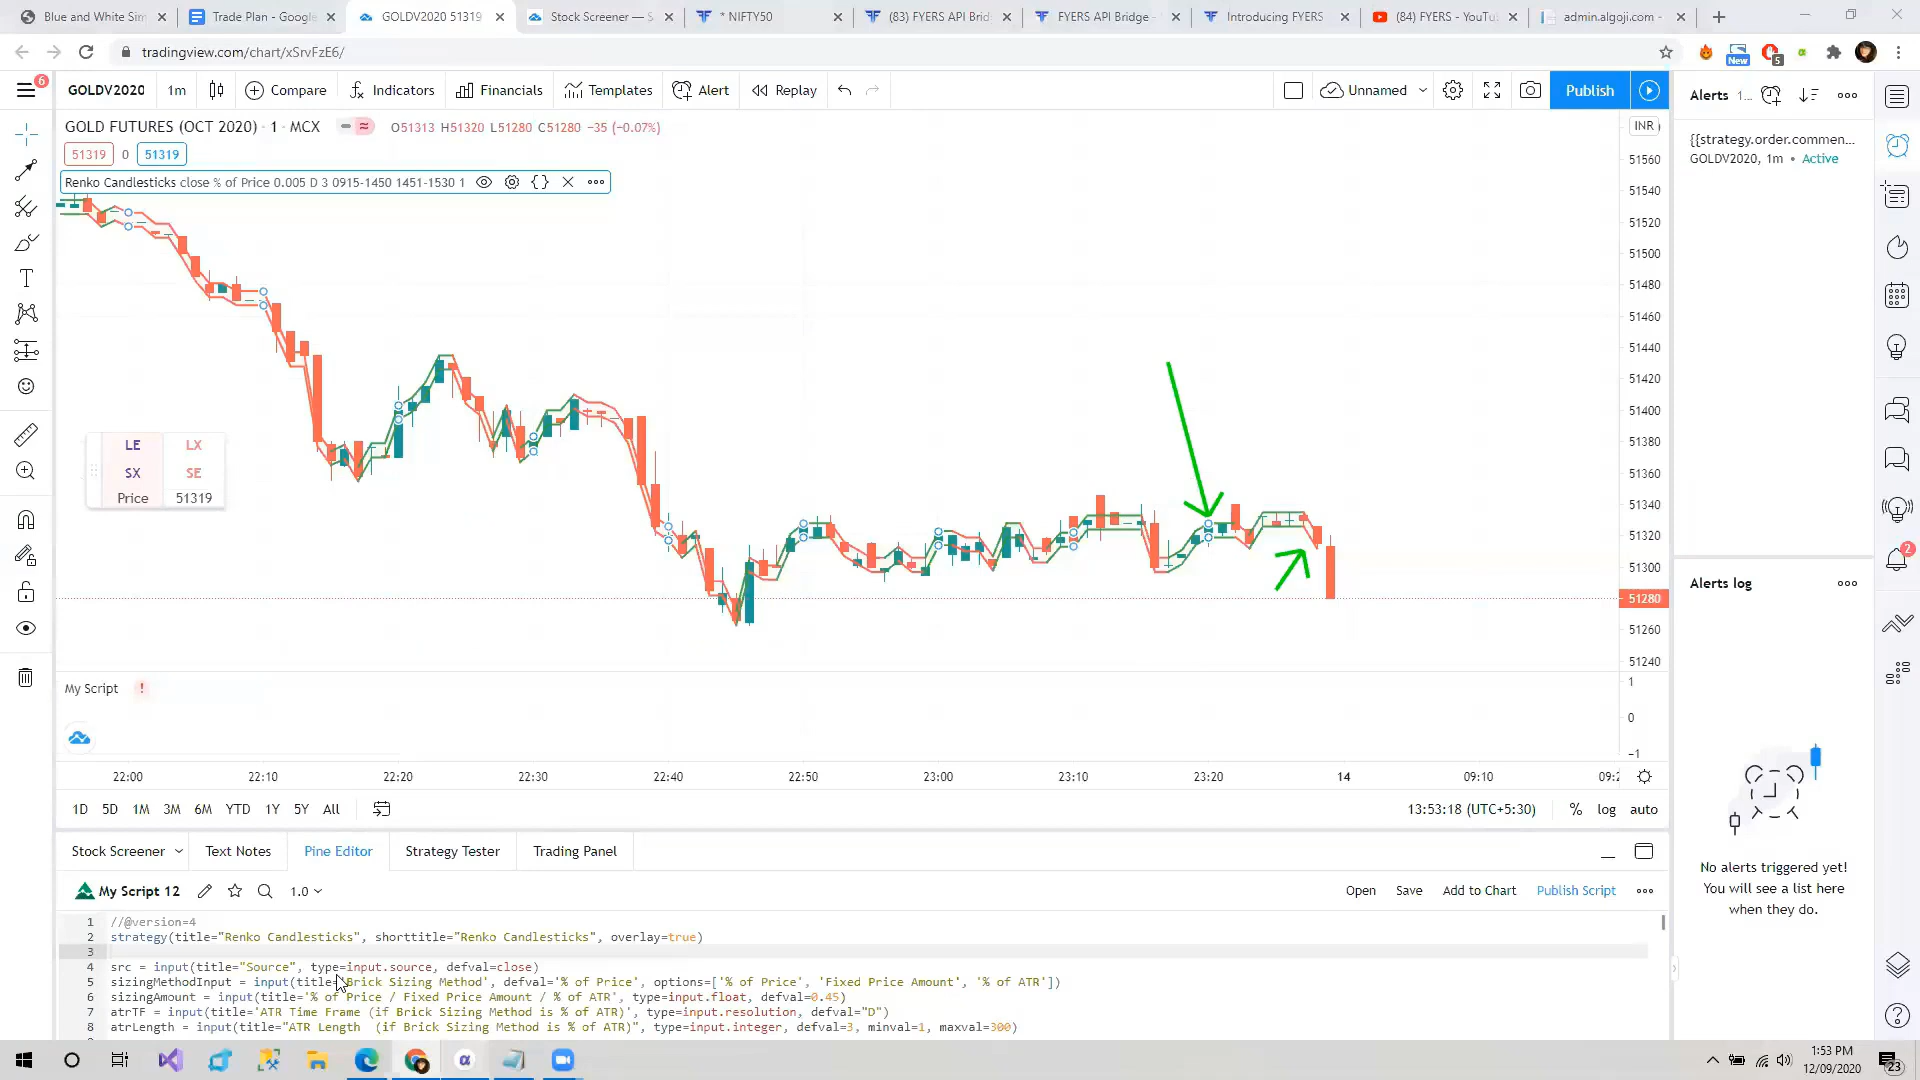 Blue and White Sim
Trade Plan - Google
GOLDV2020 51319
Stock Screener — S
* NIFTY50
(83) FYERS API Brid
FYERS API Bridge -
Introducing FYERS
(84) FYERS - YouTu
admin.algoji.com -
tradingview.com/chart/xSrvFzE6/
New
5
6
GOLDV2020
1m
Compare
Indicators
Financials
Templates
Alert
Replay
Unnamed
Publish
Alerts
1...
GOLD FUTURES (OCT 2020) · 1 · MCX
O51313 H51320 L51280 C51280 −35 (−0.07%)
INR
{{strategy.order.commen...
GOLDV2020, 1m • Active
51319 0 51319
Renko Candlesticks close % of Price 0.005 D 3 0915-1450 1451-1530 1
51560
51540
51520
51500
51480
51460
51440
51420
51400
51380
51360
51340
51320
51300
51280
51260
51240
LE LX
SX SE
Price 51319
2
Alerts log
My Script !
1
0
−1
22:00 22:10 22:20 22:30 22:40 22:50 23:00 23:10 23:20 14 09:10 09:2
1D 5D 1M 3M 6M YTD 1Y 5Y All
13:53:18 (UTC+5:30) % log auto
No alerts triggered yet!
You will see a list here
when they do.
Stock Screener
Text Notes
Pine Editor
Strategy Tester
Trading Panel
My Script 12
1.0
Open Save Add to Chart Publish Script
1 //@version=4
2 strategy(title="Renko Candlesticks", shorttitle="Renko Candlesticks", overlay=true)
3
4 src = input(title="Source", type=input.source, defval=close)
5 sizingMethodInput = input(title='Brick Sizing Method', defval='% of Price', options=['% of Price', 'Fixed Price Amount', '% of ATR'])
6 sizingAmount = input(title='% of Price / Fixed Price Amount / % of ATR', type=input.float, defval=0.45)
7 atrTF = input(title='ATR Time Frame (if Brick Sizing Method is % of ATR)', type=input.resolution, defval="D")
8 atrLength = input(title="ATR Length  (if Brick Sizing Method is % of ATR)", type=input.integer, defval=3, minval=1, maxval=300)
1:53 PM
12/09/2020
23